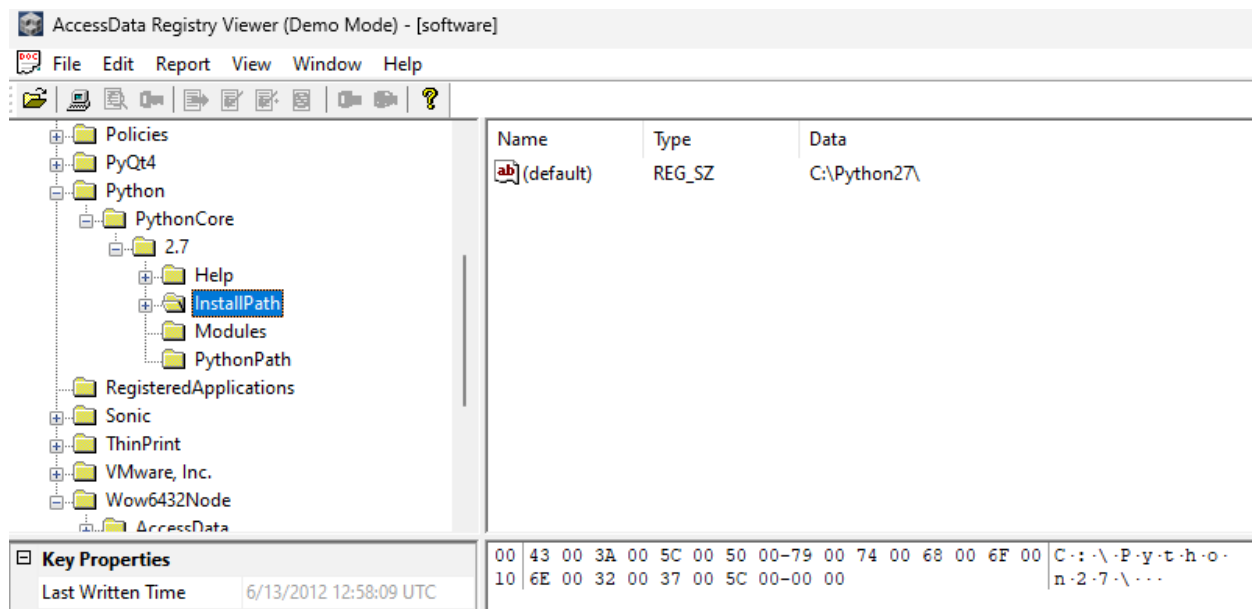 AccessData Registry Viewer (Demo Mode) - [software]
DOC File Edit Report View Window Help
Policies
PyQt4
Python
PythonCore
2.7
Help
InstallPath
Modules
PythonPath
RegisteredApplications
Sonic
ThinPrint
VMware, Inc.
Wow6432Node
AccessData
Name Type Data
ab (default) REG_SZ C:\Python27\
Key Properties
Last Written Time 6/13/2012 12:58:09 UTC
00 43 00 3A 00 5C 00 50 00-79 00 74 00 68 00 6F 00 C·:·\·P·y·t·h·o·
10 6E 00 32 00 37 00 5C 00-00 00 n·2·7·\···